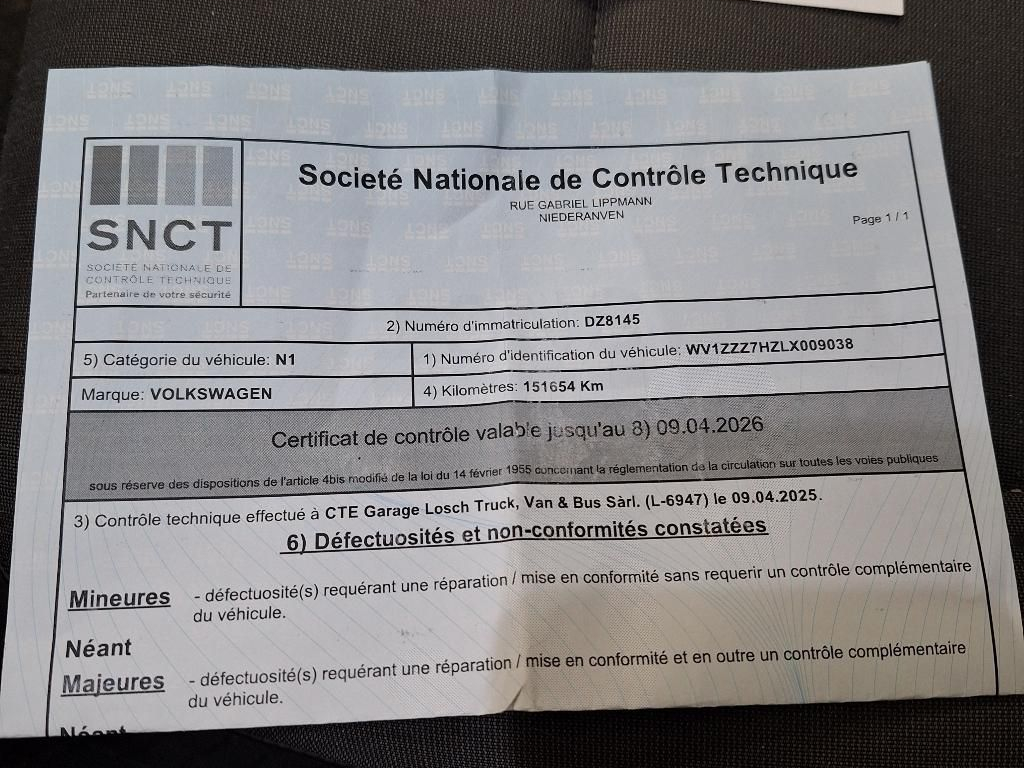 SNCT
SOCIÉTÉ NATIONALE DE
CONTRÔLE TECHNIQUE
Partenaire de votre sécurité
Societé Nationale de Contrôle Technique
RUE GABRIEL LIPPMANN
NIEDERANVEN
Page 1 / 1
2) Numéro d'immatriculation: DZ8145
5) Catégorie du véhicule: N1
1) Numéro d'identification du véhicule: WV1ZZZ7HZLX009038
Marque: VOLKSWAGEN
4) Kilomètres: 151654 Km
Certificat de contrôle valable jusqu'au 8) 09.04.2026
sous réserve des dispositions de l'article 4bis modifié de la loi du 14 février 1955 concernant la réglementation de la circulation sur toutes les voies publiques
3) Contrôle technique effectué à CTE Garage Losch Truck, Van & Bus Sàrl. (L-6947) le 09.04.2025.
6) Défectuosités et non-conformités constatées
Mineures - défectuosité(s) requérant une réparation / mise en conformité sans requerir un contrôle complémentaire
du véhicule.
Néant
Majeures - défectuosité(s) requérant une réparation / mise en conformité et en outre un contrôle complémentaire
du véhicule.
Néant